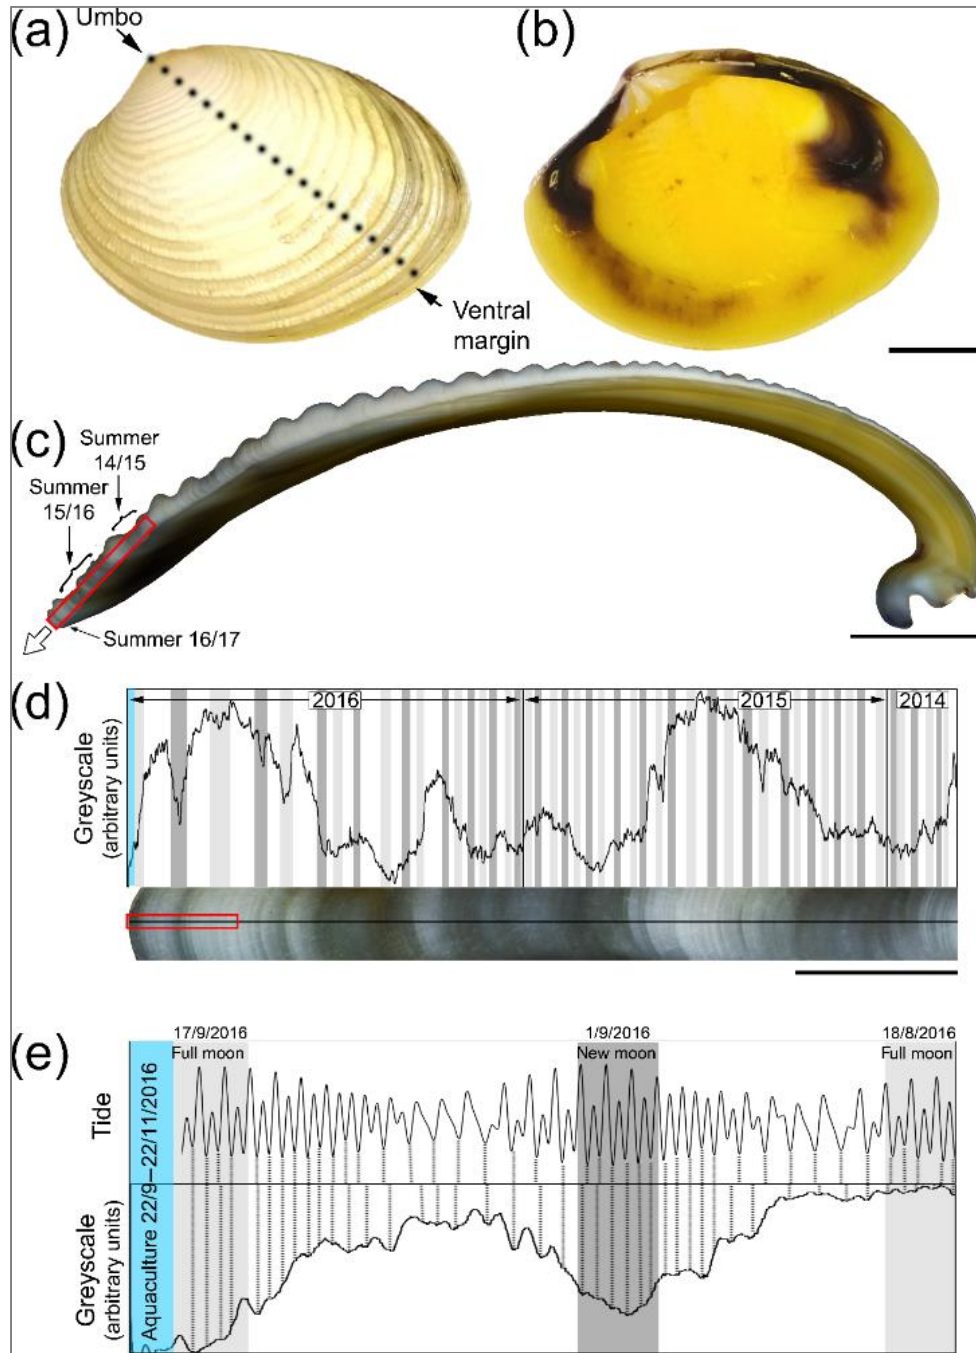 (a)
Umbo
Ventral
margin
(b)
(c)
Summer
14/15
Summer
15/16
Summer 16/17
(d)
Greyscale
(arbitrary units)
2016
2015
2014
(e)
17/9/2016
Full moon
1/9/2016
New moon
18/8/2016
Full moon
Tide
Aquaculture 22/9–22/11/2016
Greyscale
(arbitrary units)